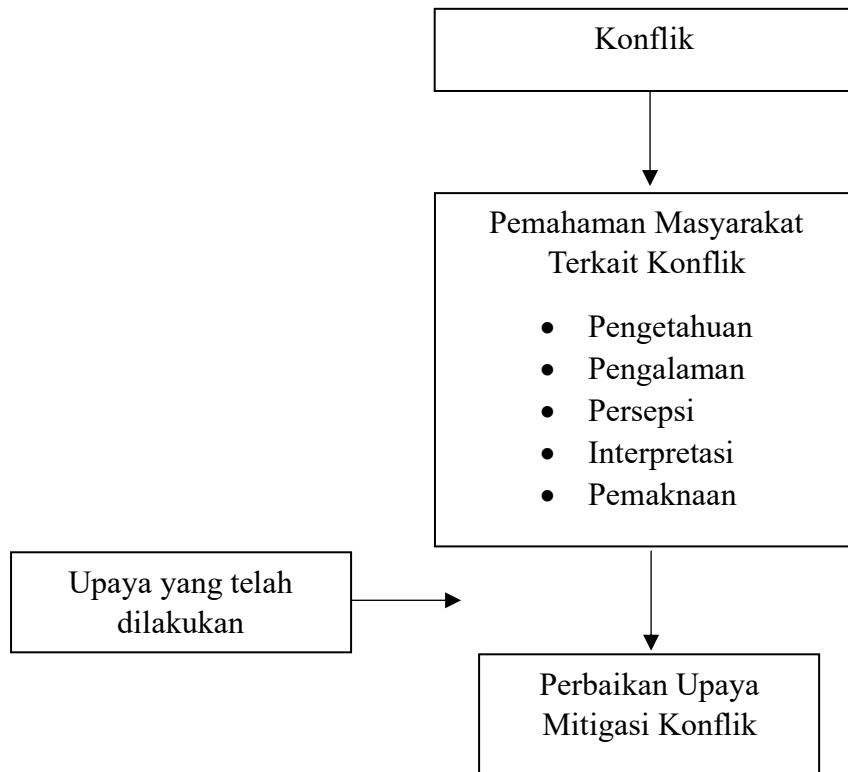 Konflik
Pemahaman Masyarakat
Terkait Konflik
• Pengetahuan
• Pengalaman
• Persepsi
• Interpretasi
• Pemaknaan
Upaya yang telah
dilakukan
Perbaikan Upaya
Mitigasi Konflik